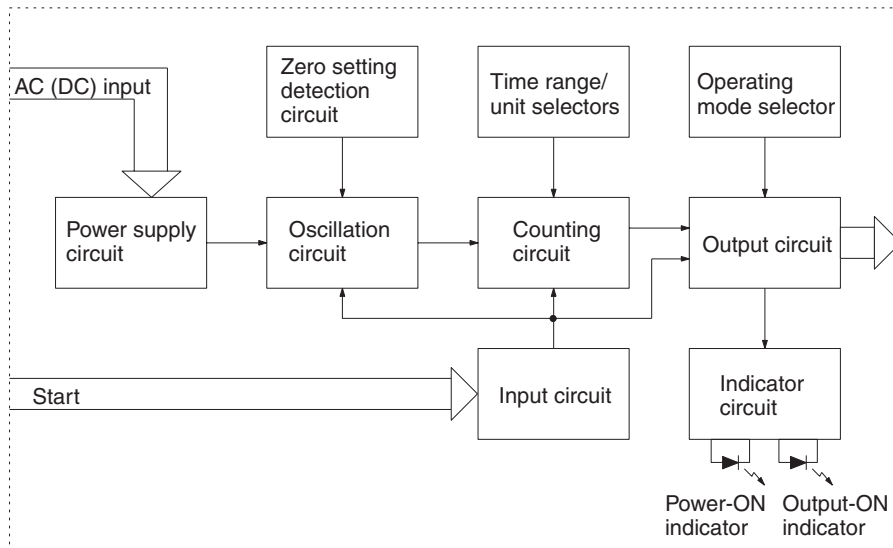 AC (DC) input
Zero setting
detection
circuit
Time range/
unit selectors
Operating
mode selector
Power supply
circuit
Oscillation
circuit
Counting
circuit
Output circuit
Start
Input circuit
Indicator
circuit
Power-ON
indicator
Output-ON
indicator